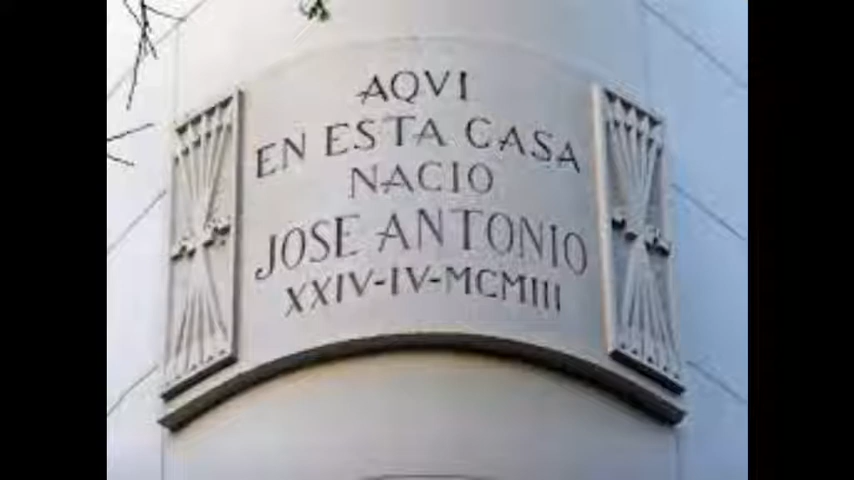 AQVI
EN ESTA CASA
NACIO
JOSE ANTONIO
XXIV-IV-MCMIII